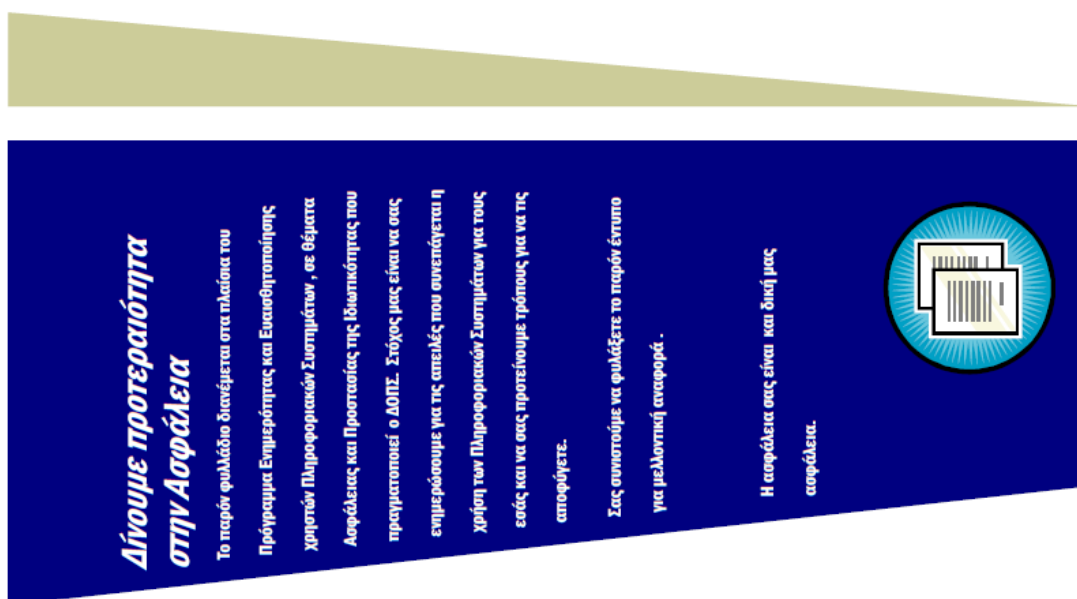 Δίνουμε προτεραιότητα
στην Ασφάλεια
Το παρόν φυλλάδιο διανέμεται στα πλαίσια του
Πρόγραμμα Ενημερότητας και Ευαισθητοποίησης
χρηστών Πληροφοριακών Συστημάτων , σε θέματα
Ασφάλειας και Προστασίας της Ιδιωτικότητας που
πραγματοποιεί ο ΔΟΠΣ. Στόχος μας είναι να σας
ενημερώσουμε για τις απειλές που συνεπάγεται η
χρήση των Πληροφοριακών Συστημάτων για τους
εσάς και να σας προτείνουμε τρόπους για να τις
αποφύγετε.
Σας συνιστούμε να φυλάξετε το παρόν έντυπο
για μελλοντική αναφορά .
Η ασφάλεια σας είναι και δική μας
ασφάλεια.